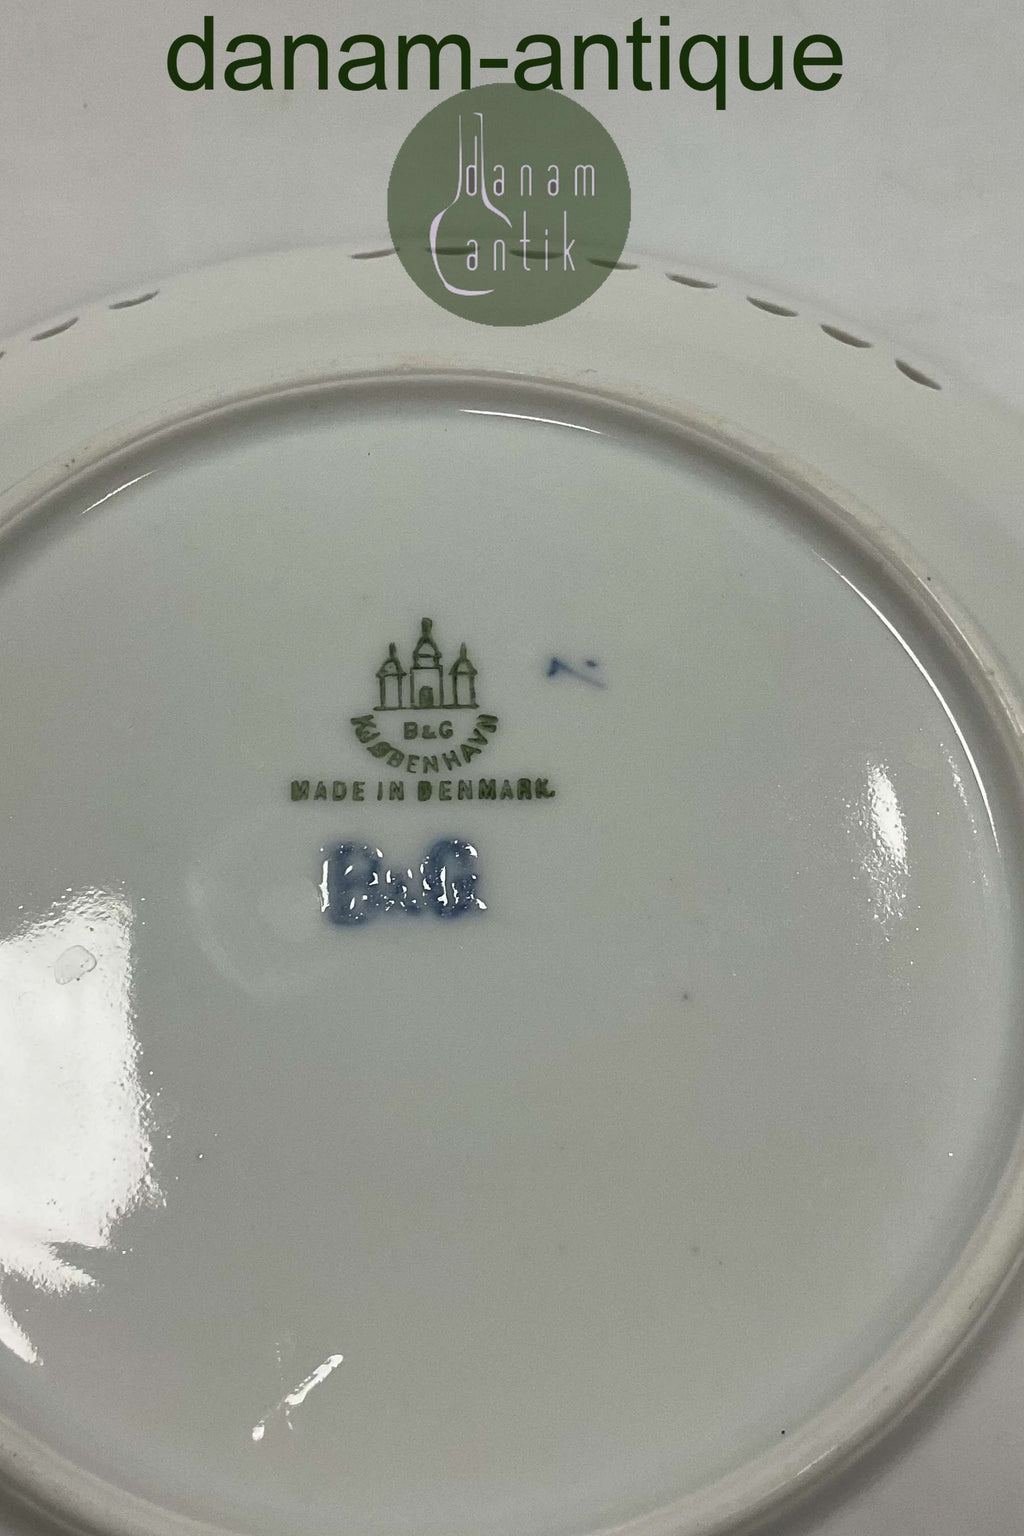 danam-antique
danam
antik
B&G
KJØBENHAVN
MADE IN DENMARK.
B&G